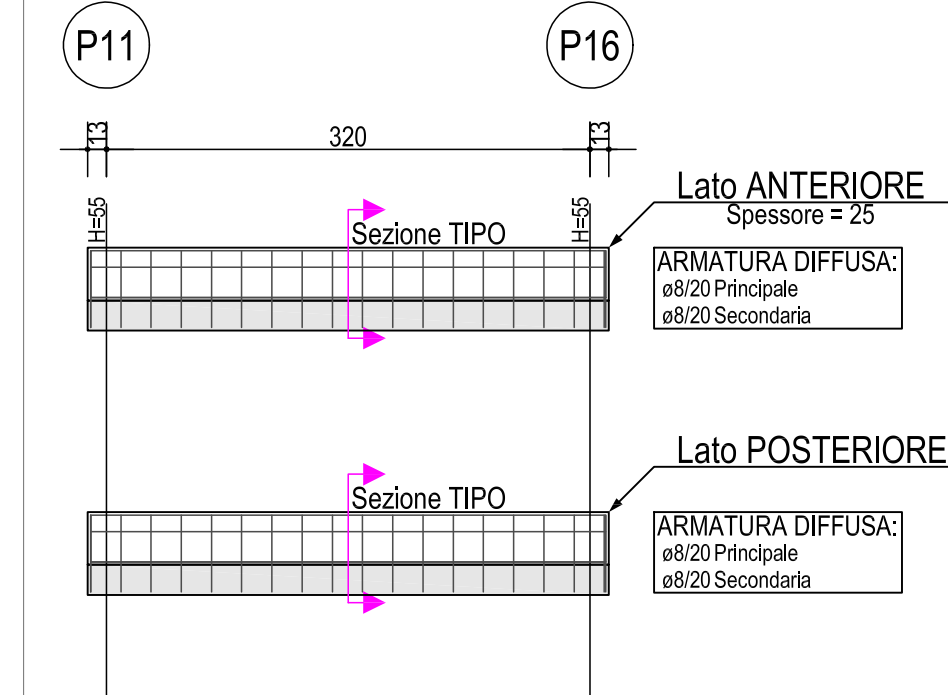 P11
P16
13
320
13
H=55
H=55
Lato ANTERIORE
Spessore = 25
Sezione TIPO
ARMATURA DIFFUSA:
ø8/20 Principale
ø8/20 Secondaria
Lato POSTERIORE
Sezione TIPO
ARMATURA DIFFUSA:
ø8/20 Principale
ø8/20 Secondaria